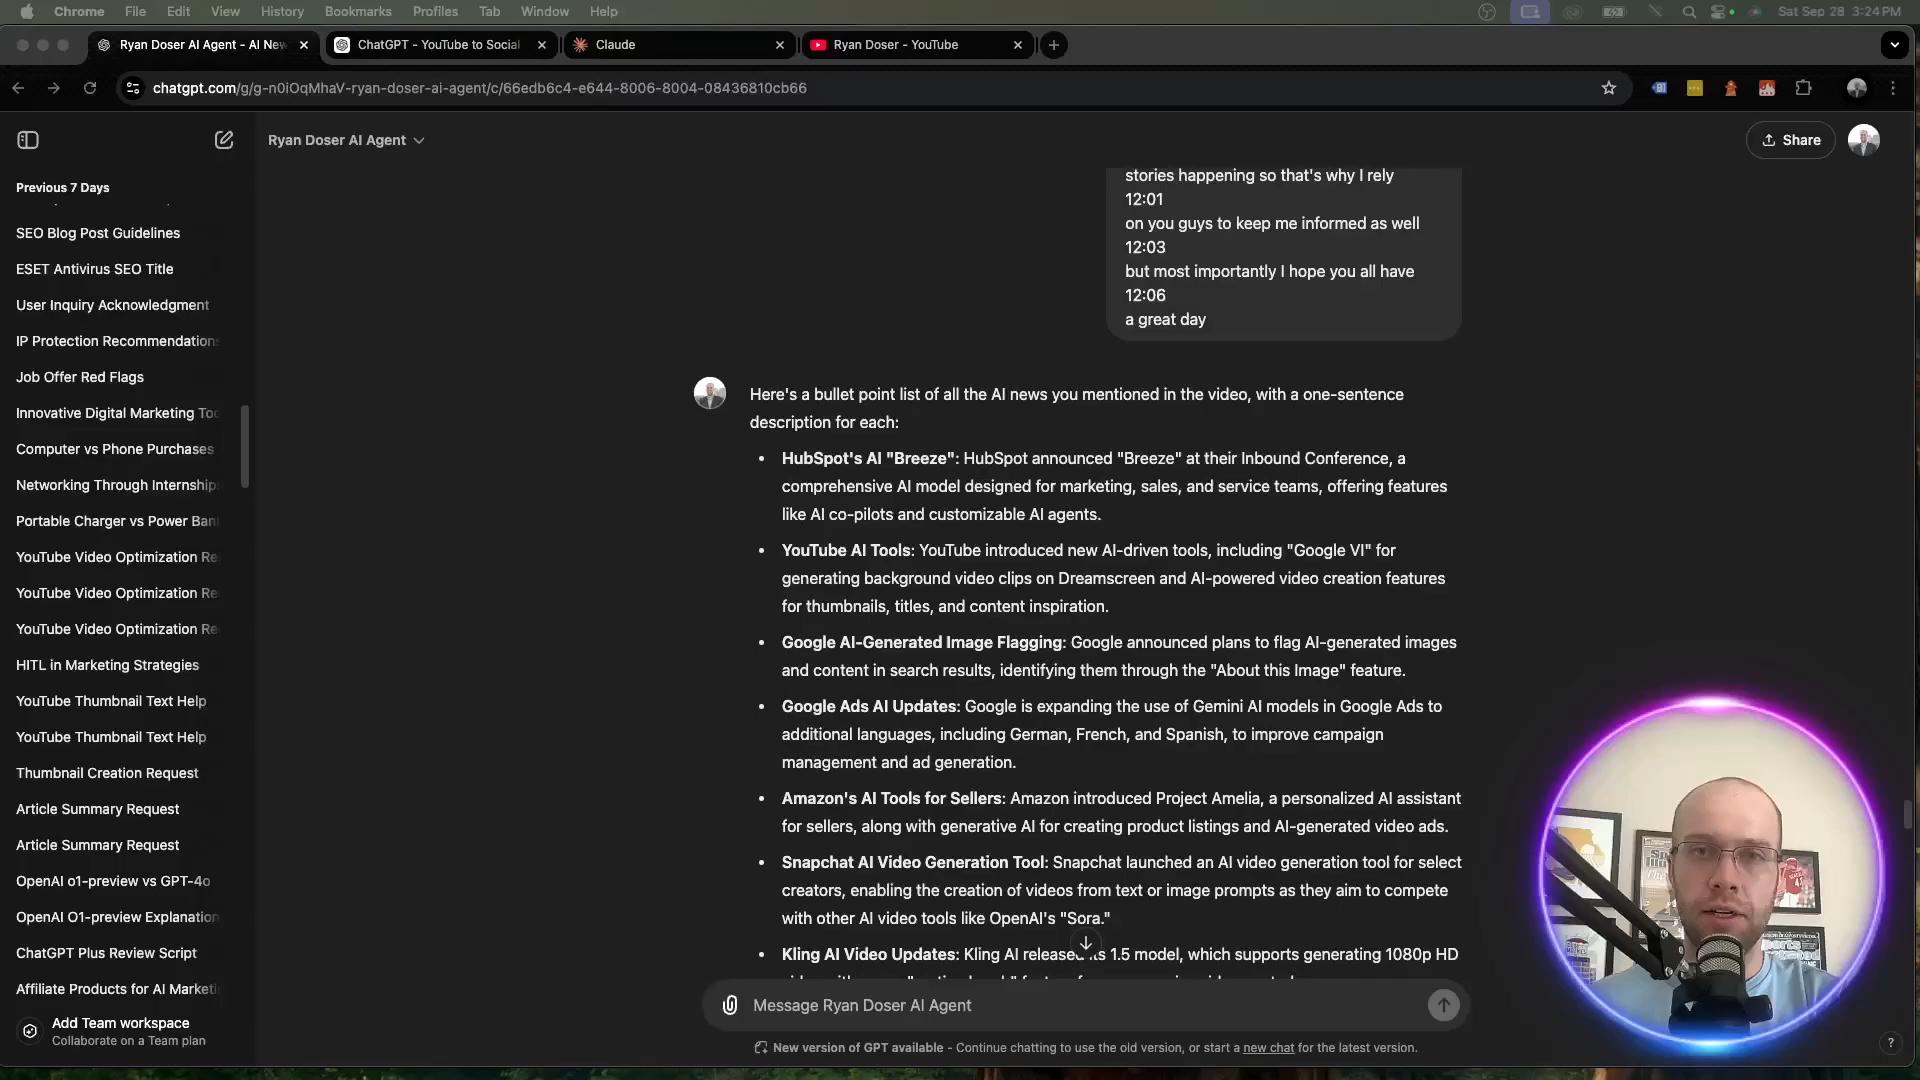 Chrome File Edit View History Bookmarks Profiles Tab Window Help Sat Sep 28 3:24 PM
Ryan Doser AI Agent - AI New
ChatGPT - YouTube to Social
Claude
Ryan Doser - YouTube
chatgpt.com/g/g-n0iOqMhaV-ryan-doser-ai-agent/c/66edb6c4-e644-8006-8004-08436810cb66
Ryan Doser AI Agent
Share
Previous 7 Days
SEO Blog Post Guidelines
ESET Antivirus SEO Title
User Inquiry Acknowledgment
IP Protection Recommendations
Job Offer Red Flags
Innovative Digital Marketing Too
Computer vs Phone Purchases
Networking Through Internships
Portable Charger vs Power Ban
YouTube Video Optimization Re
YouTube Video Optimization Re
YouTube Video Optimization Re
HITL in Marketing Strategies
YouTube Thumbnail Text Help
YouTube Thumbnail Text Help
Thumbnail Creation Request
Article Summary Request
Article Summary Request
OpenAI o1-preview vs GPT-4o
OpenAI O1-preview Explanation
ChatGPT Plus Review Script
Affiliate Products for AI Marketi
Add Team workspace
Collaborate on a Team plan
stories happening so that's why I rely
12:01
on you guys to keep me informed as well
12:03
but most importantly I hope you all have
12:06
a great day
Here's a bullet point list of all the AI news you mentioned in the video, with a one-sentence
description for each:
• HubSpot's AI "Breeze": HubSpot announced "Breeze" at their Inbound Conference, a
comprehensive AI model designed for marketing, sales, and service teams, offering features
like AI co-pilots and customizable AI agents.
• YouTube AI Tools: YouTube introduced new AI-driven tools, including "Google VI" for
generating background video clips on Dreamscreen and AI-powered video creation features
for thumbnails, titles, and content inspiration.
• Google AI-Generated Image Flagging: Google announced plans to flag AI-generated images
and content in search results, identifying them through the "About this Image" feature.
• Google Ads AI Updates: Google is expanding the use of Gemini AI models in Google Ads to
additional languages, including German, French, and Spanish, to improve campaign
management and ad generation.
• Amazon's AI Tools for Sellers: Amazon introduced Project Amelia, a personalized AI assistant
for sellers, along with generative AI for creating product listings and AI-generated video ads.
• Snapchat AI Video Generation Tool: Snapchat launched an AI video generation tool for select
creators, enabling the creation of videos from text or image prompts as they aim to compete
with other AI video tools like OpenAI's "Sora."
• Kling AI Video Updates: Kling AI released its 1.5 model, which supports generating 1080p HD
Message Ryan Doser AI Agent
New version of GPT available - Continue chatting to use the old version, or start a new chat for the latest version.
?